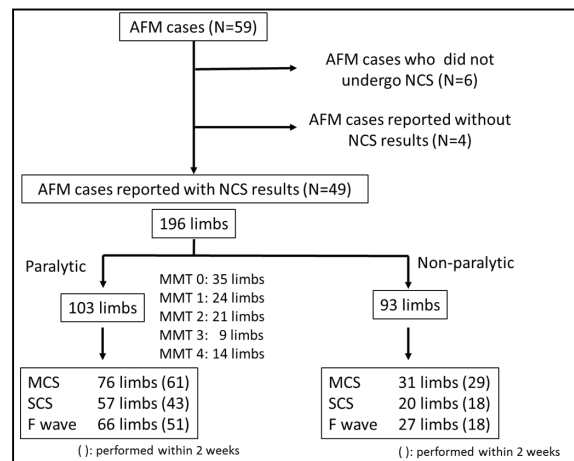 AFM cases (N=59)
AFM cases who did not
undergo NCS (N=6)
AFM cases reported without
NCS results (N=4)
AFM cases reported with NCS results (N=49)
196 limbs
Paralytic
Non-paralytic
103 limbs
MMT 0: 35 limbs
MMT 1: 24 limbs
MMT 2: 21 limbs
MMT 3: 9 limbs
MMT 4: 14 limbs
93 limbs
MCS 76 limbs (61)
SCS 57 limbs (43)
F wave 66 limbs (51)
( ): performed within 2 weeks
MCS 31 limbs (29)
SCS 20 limbs (18)
F wave 27 limbs (18)
( ): performed within 2 weeks